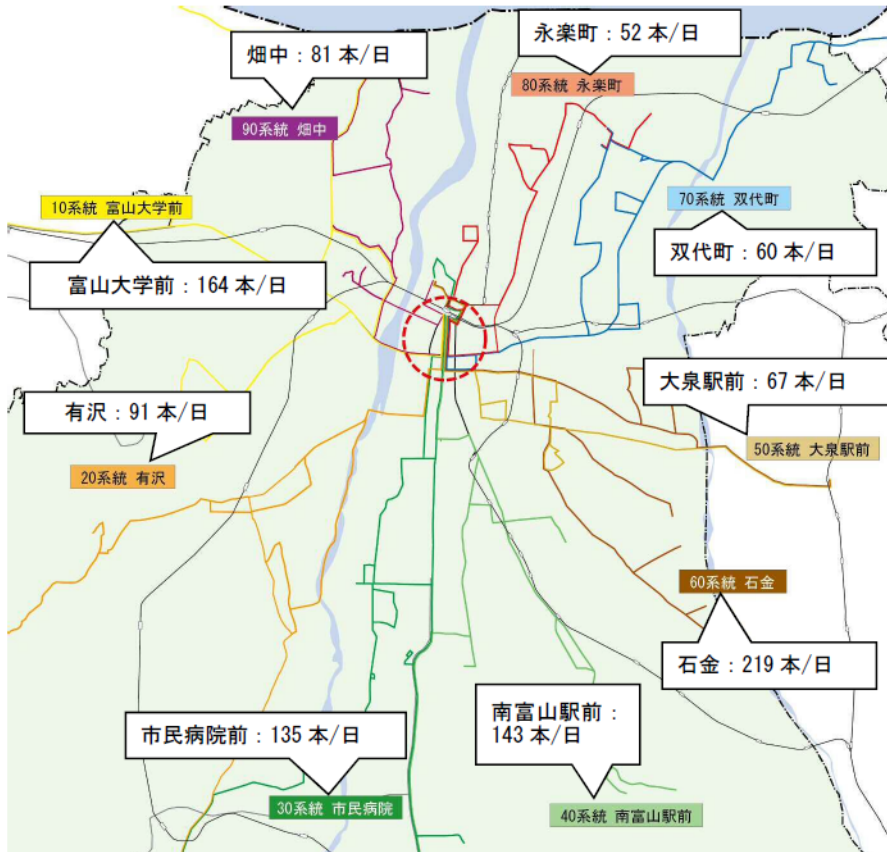 永楽町：52 本/日
畑中：81 本/日
80系統 永楽町
90系統 畑中
10系統 富山大学前
70系統 双代町
双代町：60 本/日
富山大学前：164 本/日
大泉駅前：67 本/日
有沢：91 本/日
50系統 大泉駅前
20系統 有沢
60系統 石金
石金：219 本/日
南富山駅前：
143 本/日
市民病院前：135 本/日
30系統 市民病院
40系統 南富山駅前